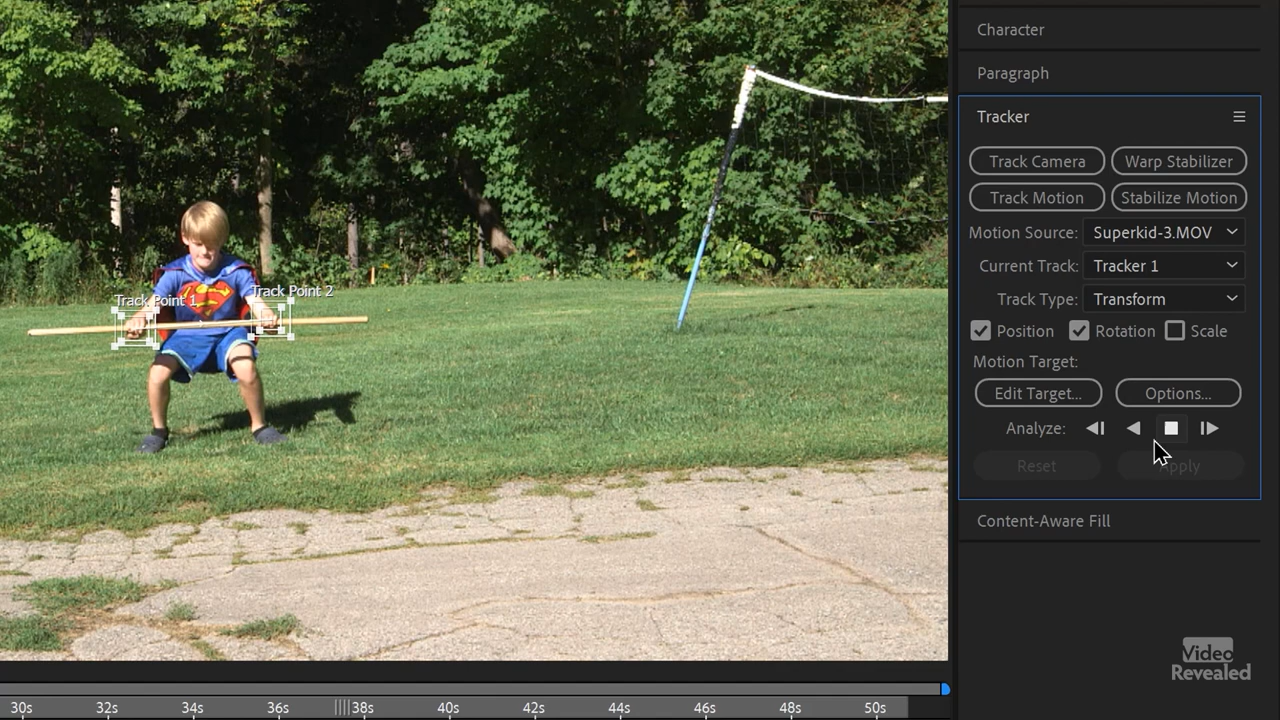 Character
Paragraph
Tracker
Track Camera Warp Stabilizer
Track Motion Stabilize Motion
Motion Source: Superkid-3.MOV
Current Track: Tracker 1
Track Type: Transform
Position Rotation Scale
Motion Target:
Edit Target... Options...
Analyze:
Reset Apply
Content-Aware Fill
Track Point 1
Track Point 2
Video
Revealed
30s 32s 34s 36s 38s 40s 42s 44s 46s 48s 50s